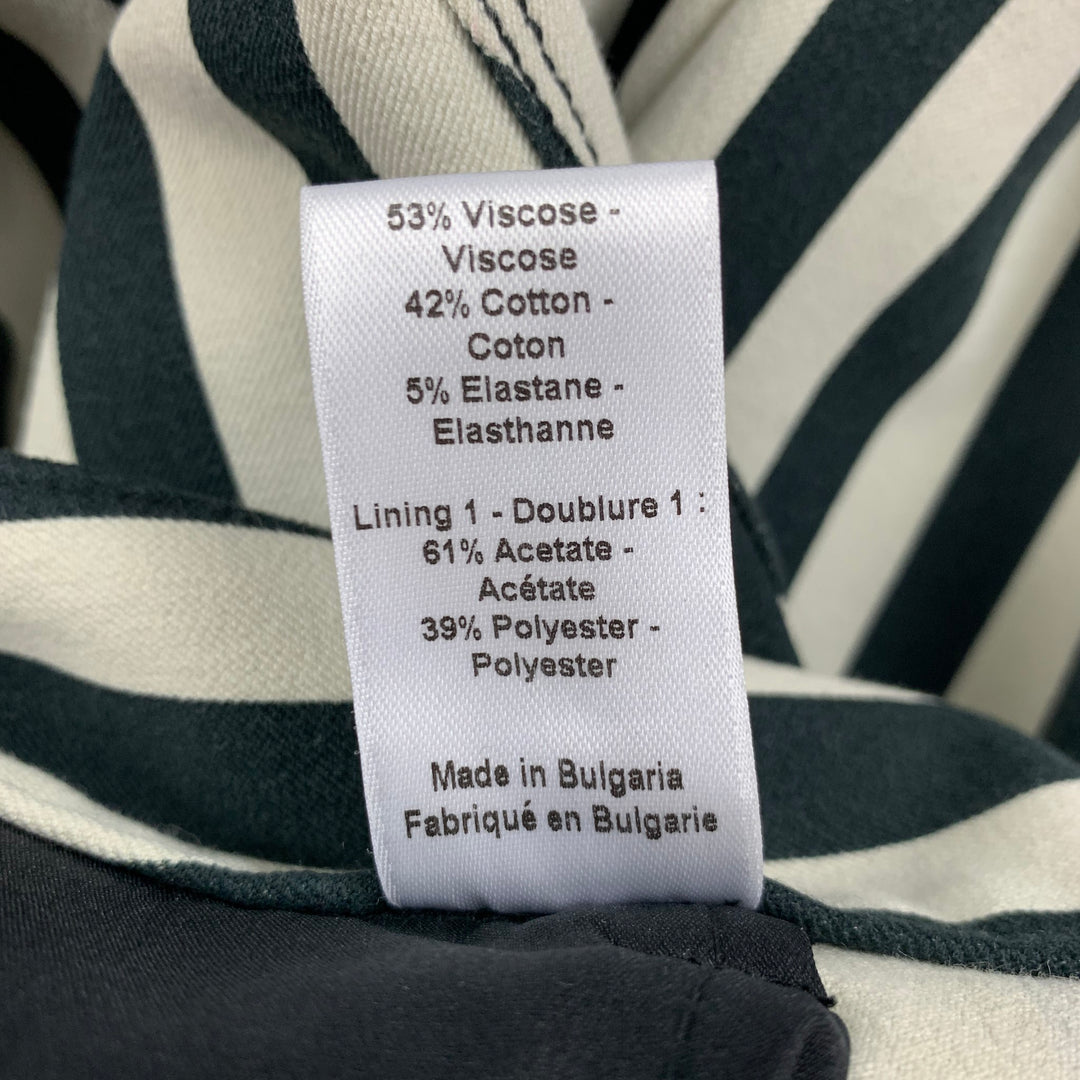 53% Viscose -
Viscose
42% Cotton -
Coton
5% Elastane -
Elasthanne
Lining 1 - Doublure 1 :
61% Acetate -
Acétate
39% Polyester -
Polyester
Made in Bulgaria
Fabriqué en Bulgarie